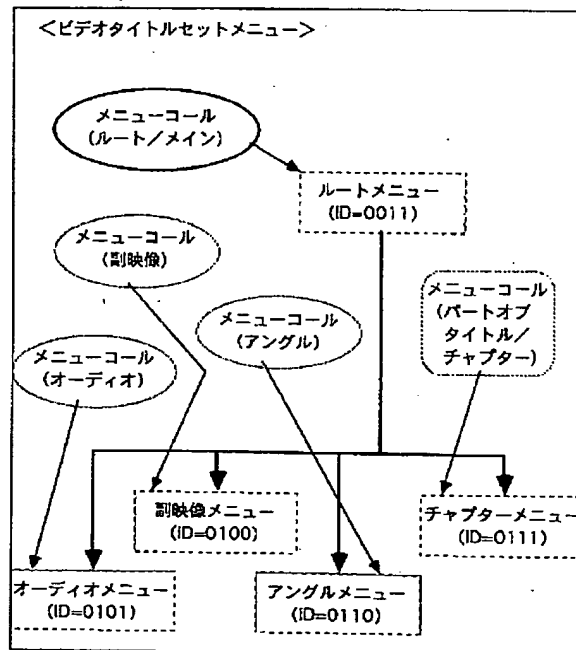 ＜ビデオタイトルセットメニュー＞
メニューコール
(ルート／メイン)
ルートメニュー
(ID=0011)
メニューコール
(副映像)
メニューコール
(アングル)
メニューコール
(パートオブ
タイトル／
チャプター)
メニューコール
(オーディオ)
副映像メニュー
(ID=0100)
チャプターメニュー
(ID=0111)
オーディオメニュー
(ID=0101)
アングルメニュー
(ID=0110)